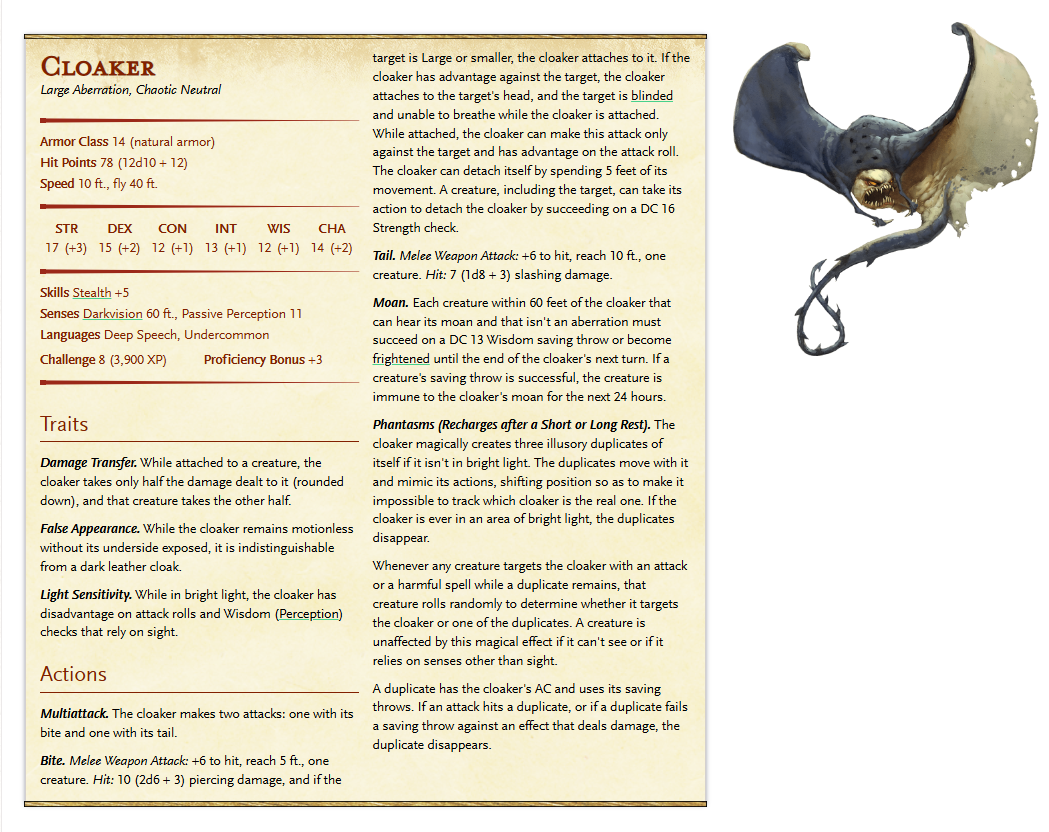 Cloaker
Large Aberration, Chaotic Neutral
Armor Class 14 (natural armor)
Hit Points 78 (12d10 + 12)
Speed 10 ft., fly 40 ft.
STR DEX CON INT WIS CHA
17 (+3) 15 (+2) 12 (+1) 13 (+1) 12 (+1) 14 (+2)
Skills Stealth +5
Senses Darkvision 60 ft., Passive Perception 11
Languages Deep Speech, Undercommon
Challenge 8 (3,900 XP) Proficiency Bonus +3
Traits
Damage Transfer. While attached to a creature, the
cloaker takes only half the damage dealt to it (rounded
down), and that creature takes the other half.
False Appearance. While the cloaker remains motionless
without its underside exposed, it is indistinguishable
from a dark leather cloak.
Light Sensitivity. While in bright light, the cloaker has
disadvantage on attack rolls and Wisdom (Perception)
checks that rely on sight.
Actions
Multiattack. The cloaker makes two attacks: one with its
bite and one with its tail.
Bite. Melee Weapon Attack: +6 to hit, reach 5 ft., one
creature. Hit: 10 (2d6 + 3) piercing damage, and if the
target is Large or smaller, the cloaker attaches to it. If the
cloaker has advantage against the target, the cloaker
attaches to the target's head, and the target is blinded
and unable to breathe while the cloaker is attached.
While attached, the cloaker can make this attack only
against the target and has advantage on the attack roll.
The cloaker can detach itself by spending 5 feet of its
movement. A creature, including the target, can take its
action to detach the cloaker by succeeding on a DC 16
Strength check.
Tail. Melee Weapon Attack: +6 to hit, reach 10 ft., one
creature. Hit: 7 (1d8 + 3) slashing damage.
Moan. Each creature within 60 feet of the cloaker that
can hear its moan and that isn't an aberration must
succeed on a DC 13 Wisdom saving throw or become
frightened until the end of the cloaker's next turn. If a
creature's saving throw is successful, the creature is
immune to the cloaker's moan for the next 24 hours.
Phantasms (Recharges after a Short or Long Rest). The
cloaker magically creates three illusory duplicates of
itself if it isn't in bright light. The duplicates move with it
and mimic its actions, shifting position so as to make it
impossible to track which cloaker is the real one. If the
cloaker is ever in an area of bright light, the duplicates
disappear.
Whenever any creature targets the cloaker with an attack
or a harmful spell while a duplicate remains, that
creature rolls randomly to determine whether it targets
the cloaker or one of the duplicates. A creature is
unaffected by this magical effect if it can't see or if it
relies on senses other than sight.
A duplicate has the cloaker's AC and uses its saving
throws. If an attack hits a duplicate, or if a duplicate fails
a saving throw against an effect that deals damage, the
duplicate disappears.